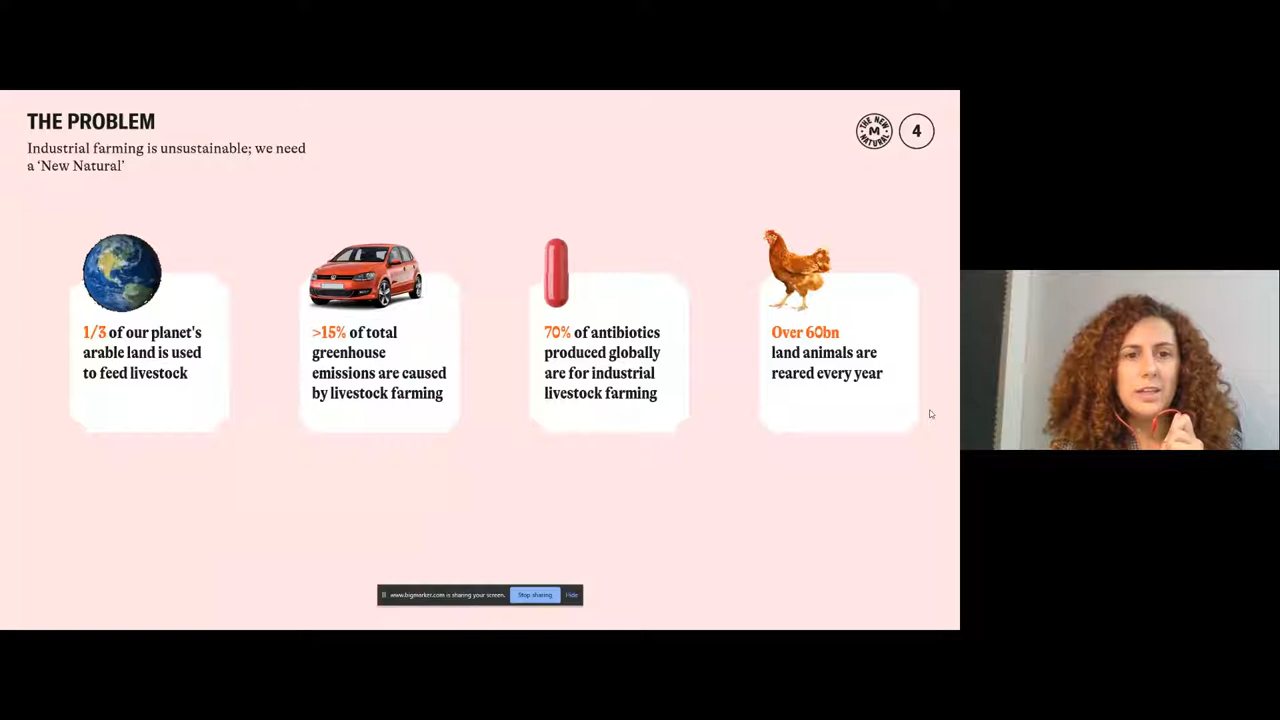 THE PROBLEM
Industrial farming is unsustainable; we need
a ‘New Natural’
THE NEW
M
NATURAL
4
1/3 of our planet's
arable land is used
to feed livestock
>15% of total
greenhouse
emissions are caused
by livestock farming
70% of antibiotics
produced globally
are for industrial
livestock farming
Over 60bn
land animals are
reared every year
www.bigmarker.com is sharing your screen.
Stop sharing
Hide